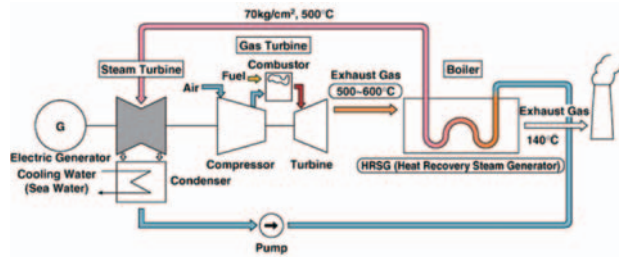 70kg/cm², 500°C
Gas Turbine
Steam Turbine
Combustor
Fuel
Air
Exhaust Gas
500~600°C
Boiler
Exhaust Gas
140°C
G
Electric Generator
Compressor
Turbine
HRSG (Heat Recovery Steam Generator)
Cooling Water
(Sea Water)
Condenser
Pump